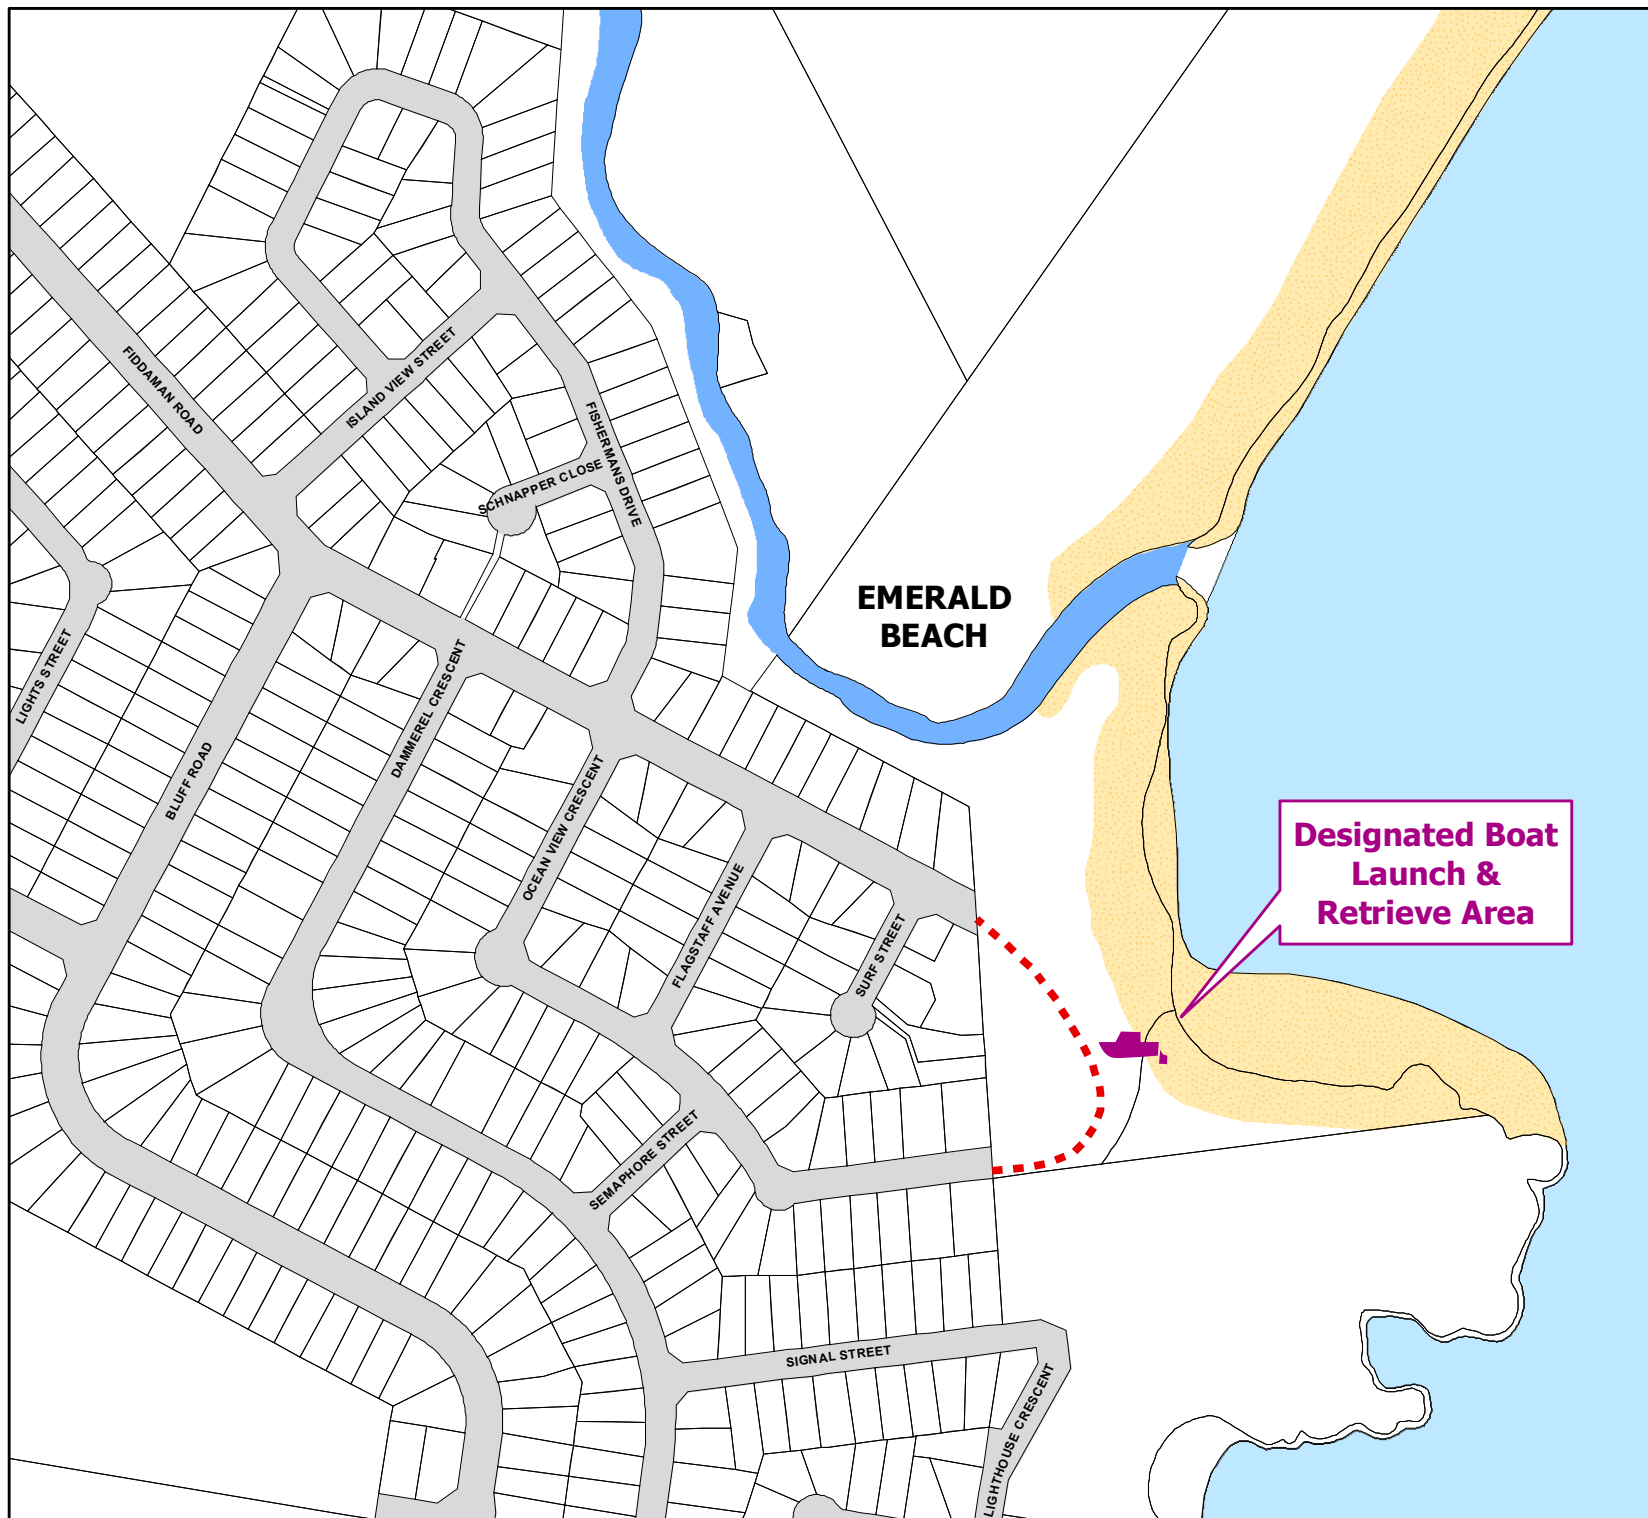 FIDDAMAN ROAD
ISLAND VIEW STREET
FISHERMANS DRIVE
SCHNAPPER CLOSE
EMERALD
BEACH
LIGHTS STREET
BLUFF ROAD
DAMMEREL CRESCENT
OCEAN VIEW CRESCENT
FLAGSTAFF AVENUE
SURF STREET
Designated Boat
Launch &
Retrieve Area
SEMAPHORE STREET
SIGNAL STREET
LIGHTHOUSE CRESCENT